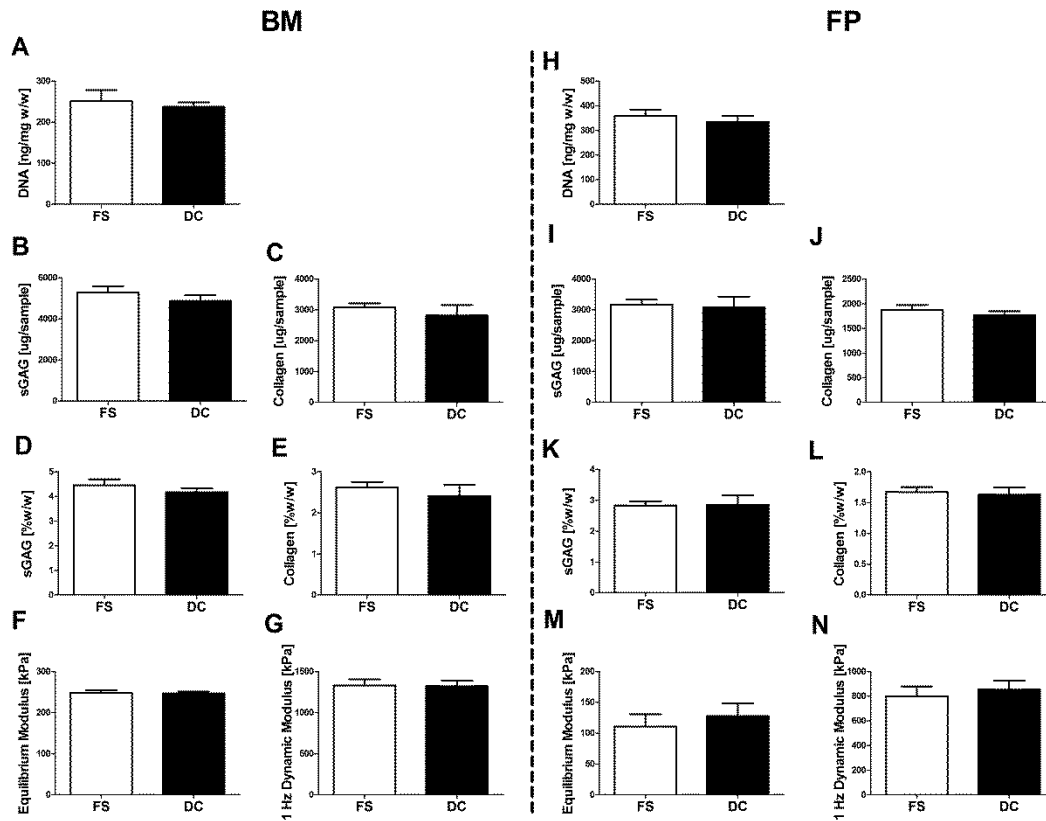 BM
FP
A
DNA [ng/mg w/w]
300
200
100
0
FS
DC
H
DNA [ng/mg w/w]
500
400
300
200
100
0
FS
DC
B
sGAG [ug/sample]
6000
4000
2000
0
FS
DC
C
Collagen [ug/sample]
4000
3000
2000
1000
0
FS
DC
I
sGAG [ug/sample]
4000
3000
2000
1000
0
FS
DC
J
Collagen [ug/sample]
2500
2000
1500
1000
500
0
FS
DC
D
sGAG [%w/w]
5
4
3
2
1
0
FS
DC
E
Collagen [%w/w]
3
2
1
0
FS
DC
K
sGAG [%w/w]
4
3
2
1
0
FS
DC
L
Collagen [%w/w]
2.0
1.5
1.0
0.5
0.0
FS
DC
F
Equilibrium Modulus [kPa]
300
200
100
0
FS
DC
G
1 Hz Dynamic Modulus [kPa]
1500
1000
500
0
FS
DC
M
Equilibrium Modulus [kPa]
200
150
100
50
0
FS
DC
N
1 Hz Dynamic Modulus [kPa]
1000
800
600
400
200
0
FS
DC